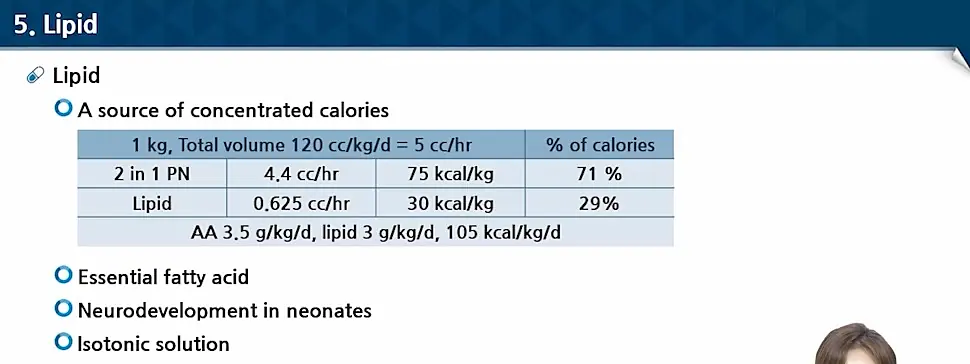 5. Lipid
Lipid
A source of concentrated calories
1 kg, Total volume 120 cc/kg/d = 5 cc/hr % of calories
2 in 1 PN 4.4 cc/hr 75 kcal/kg 71 %
Lipid 0.625 cc/hr 30 kcal/kg 29%
AA 3.5 g/kg/d, lipid 3 g/kg/d, 105 kcal/kg/d
Essential fatty acid
Neurodevelopment in neonates
Isotonic solution